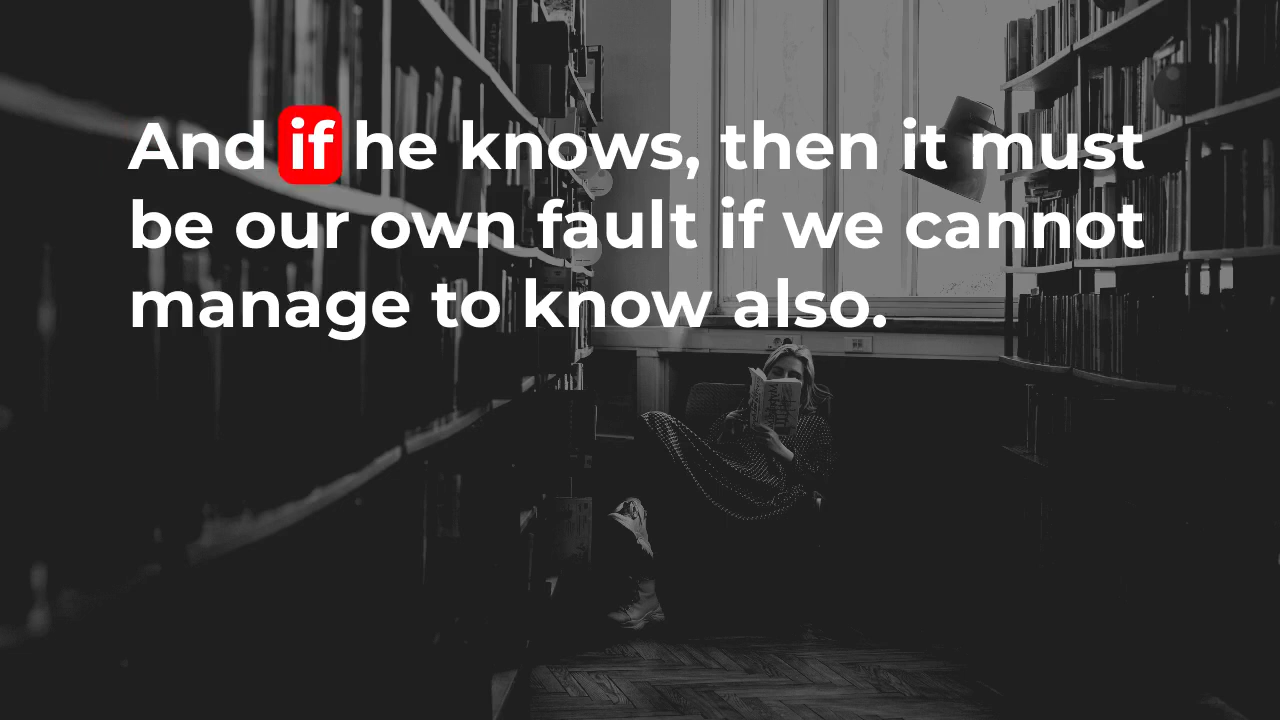 And if he knows, then it must
be our own fault if we cannot
manage to know also.